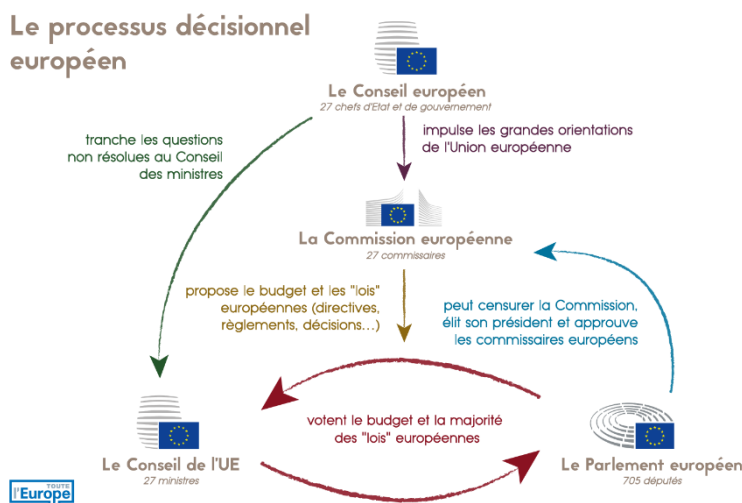 Le processus décisionnel
européen
Le Conseil européen
27 chefs d'Etat et de gouvernement
tranche les questions
non résolues au Conseil
des ministres
impulse les grandes orientations
de l'Union européenne
La Commission européenne
27 commissaires
propose le budget et les "lois"
européennes (directives,
règlements, décisions...)
peut censurer la Commission,
élit son président et approuve
les commissaires européens
votent le budget et la majorité
des "lois" européennes
Le Conseil de l'UE
27 ministres
Le Parlement européen
705 députés
TOUTE
l'Europe